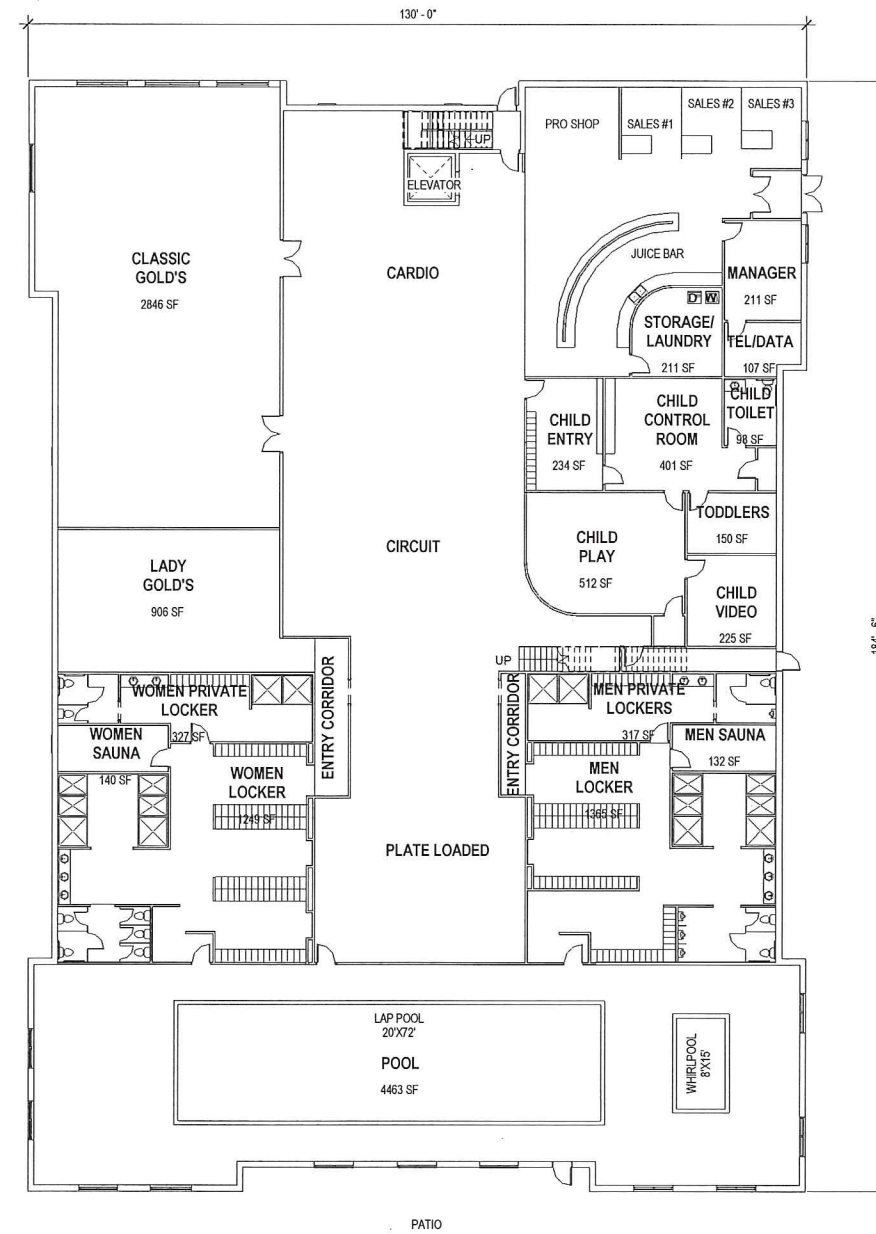 130' - 0"
PRO SHOP
SALES #1
SALES #2
SALES #3
UP
ELEVATOR
CLASSIC
GOLD'S
2846 SF
CARDIO
JUICE BAR
MANAGER
211 SF
D
W
STORAGE/
LAUNDRY
211 SF
TEL/DATA
107 SF
CHILD
ENTRY
234 SF
CHILD
CONTROL
ROOM
401 SF
CHILD
TOILET
98 SF
LADY
GOLD'S
906 SF
CIRCUIT
CHILD
PLAY
512 SF
TODDLERS
150 SF
CHILD
VIDEO
225 SF
184' - 6"
UP
WOMEN PRIVATE
LOCKER
327 SF
ENTRY CORRIDOR
ENTRY CORRIDOR
MEN PRIVATE
LOCKERS
317 SF
WOMEN
SAUNA
140 SF
WOMEN
LOCKER
1249 SF
MEN
LOCKER
1365 SF
MEN SAUNA
132 SF
PLATE LOADED
LAP POOL
20'X72'
POOL
4463 SF
WHIRLPOOL
8'X15'
PATIO